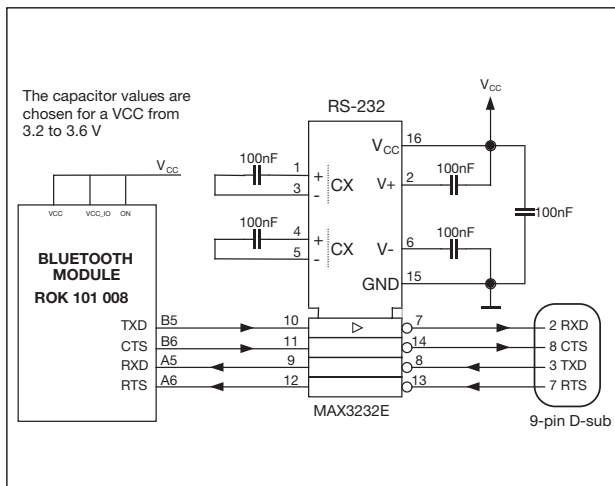 The capacitor values are
chosen for a VCC from
3.2 to 3.6 V
RS-232
VCC
VCC
VCC VCC_IO ON
BLUETOOTH
MODULE
ROK 101 008
TXD B5
CTS B6
RXD A5
RTS A6
100nF
1
3
+
-
CX
100nF
4
5
+
-
CX
VCC 16
V+ 2
100nF
V- 6
100nF
GND 15
100nF
10 7
11 14
9 8
12 13
MAX3232E
2 RXD
8 CTS
3 TXD
7 RTS
9-pin D-sub